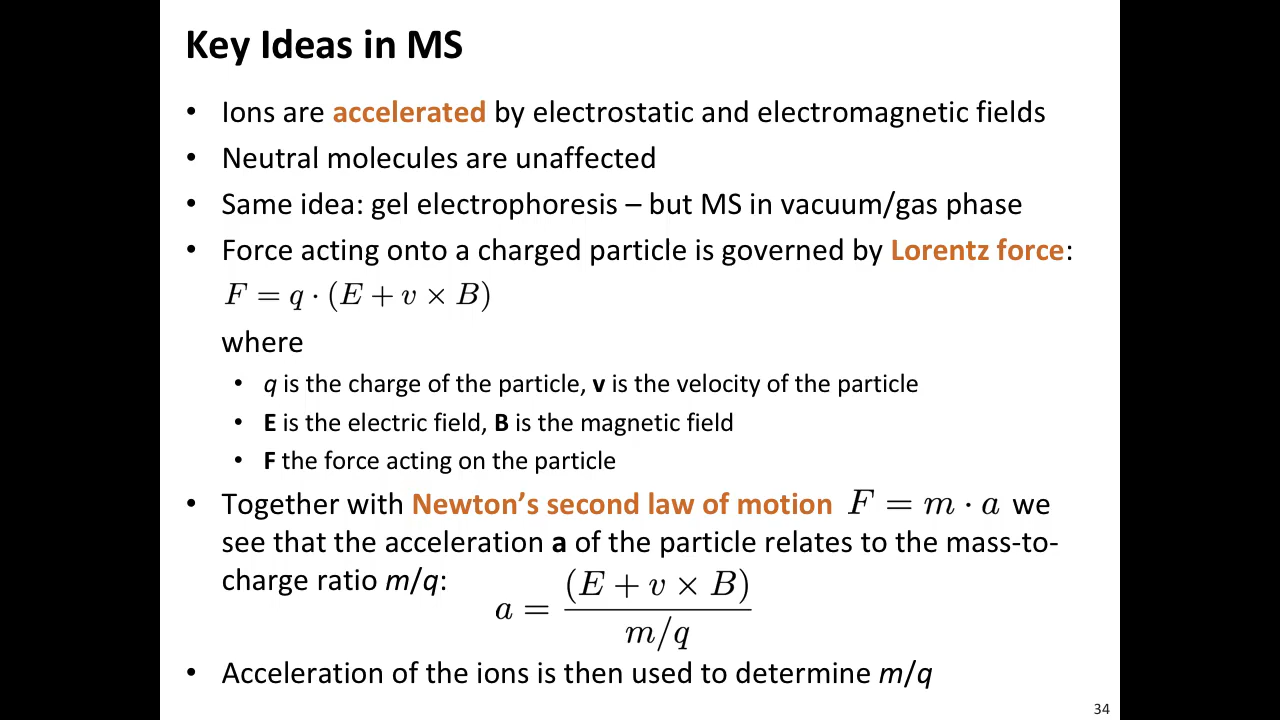 Key Ideas in MS
• Ions are accelerated by electrostatic and electromagnetic fields
• Neutral molecules are unaffected
• Same idea: gel electrophoresis – but MS in vacuum/gas phase
• Force acting onto a charged particle is governed by Lorentz force:
F = q · (E + v × B)
where
• q is the charge of the particle, v is the velocity of the particle
• E is the electric field, B is the magnetic field
• F the force acting on the particle
• Together with Newton’s second law of motion F = m · a we
see that the acceleration a of the particle relates to the mass-to-
charge ratio m/q:
a = (E + v × B) / m/q
• Acceleration of the ions is then used to determine m/q
34